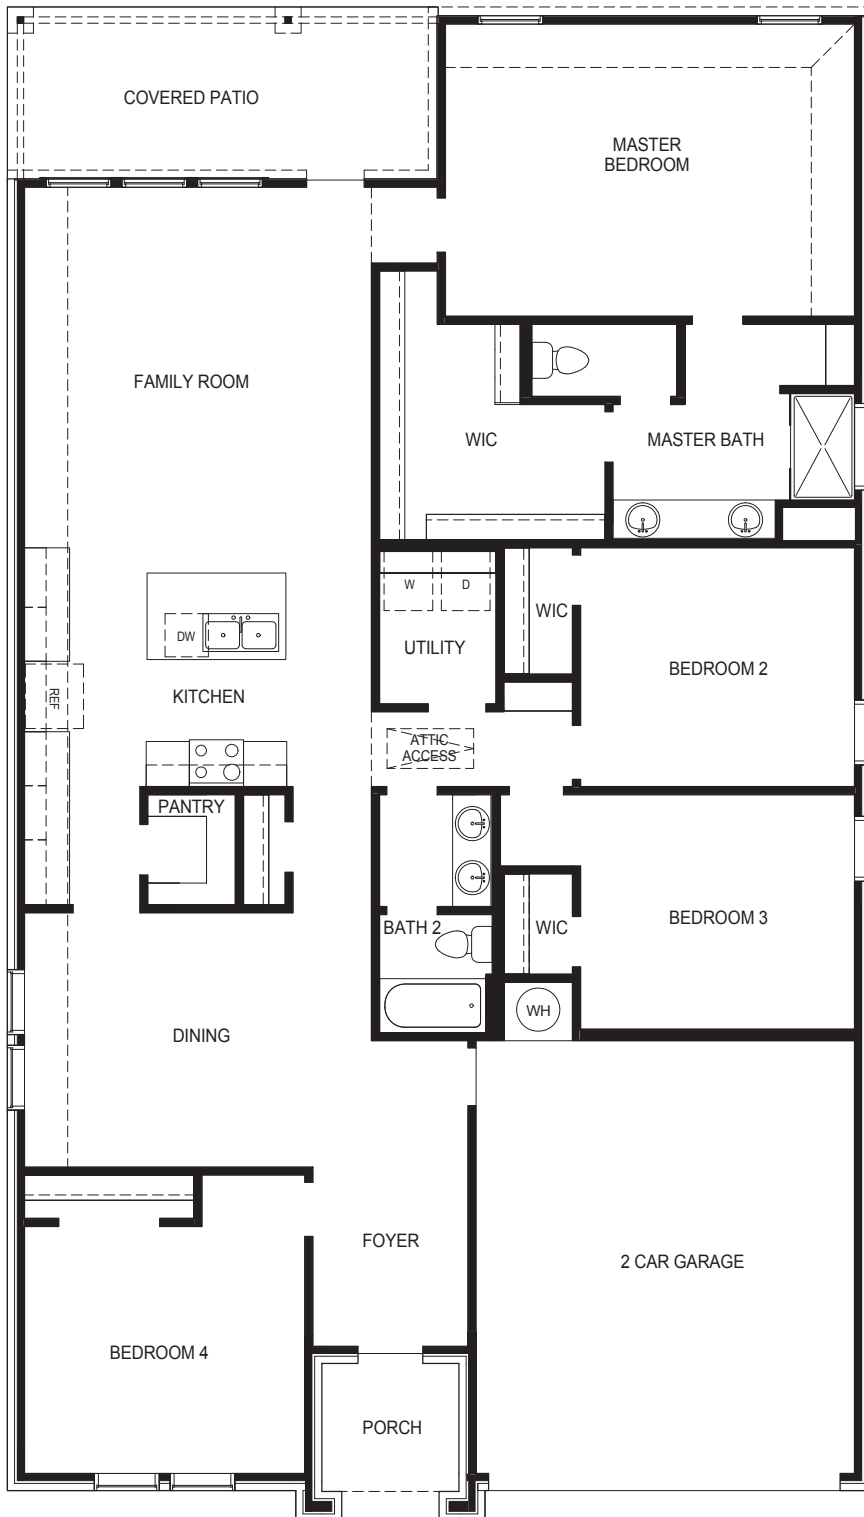 COVERED PATIO
MASTER
BEDROOM
FAMILY ROOM
WIC
MASTER BATH
W
D
WIC
DW
UTILITY
BEDROOM 2
REF
KITCHEN
ATTIC
ACCESS
PANTRY
BATH 2
WIC
BEDROOM 3
WH
DINING
FOYER
2 CAR GARAGE
BEDROOM 4
PORCH